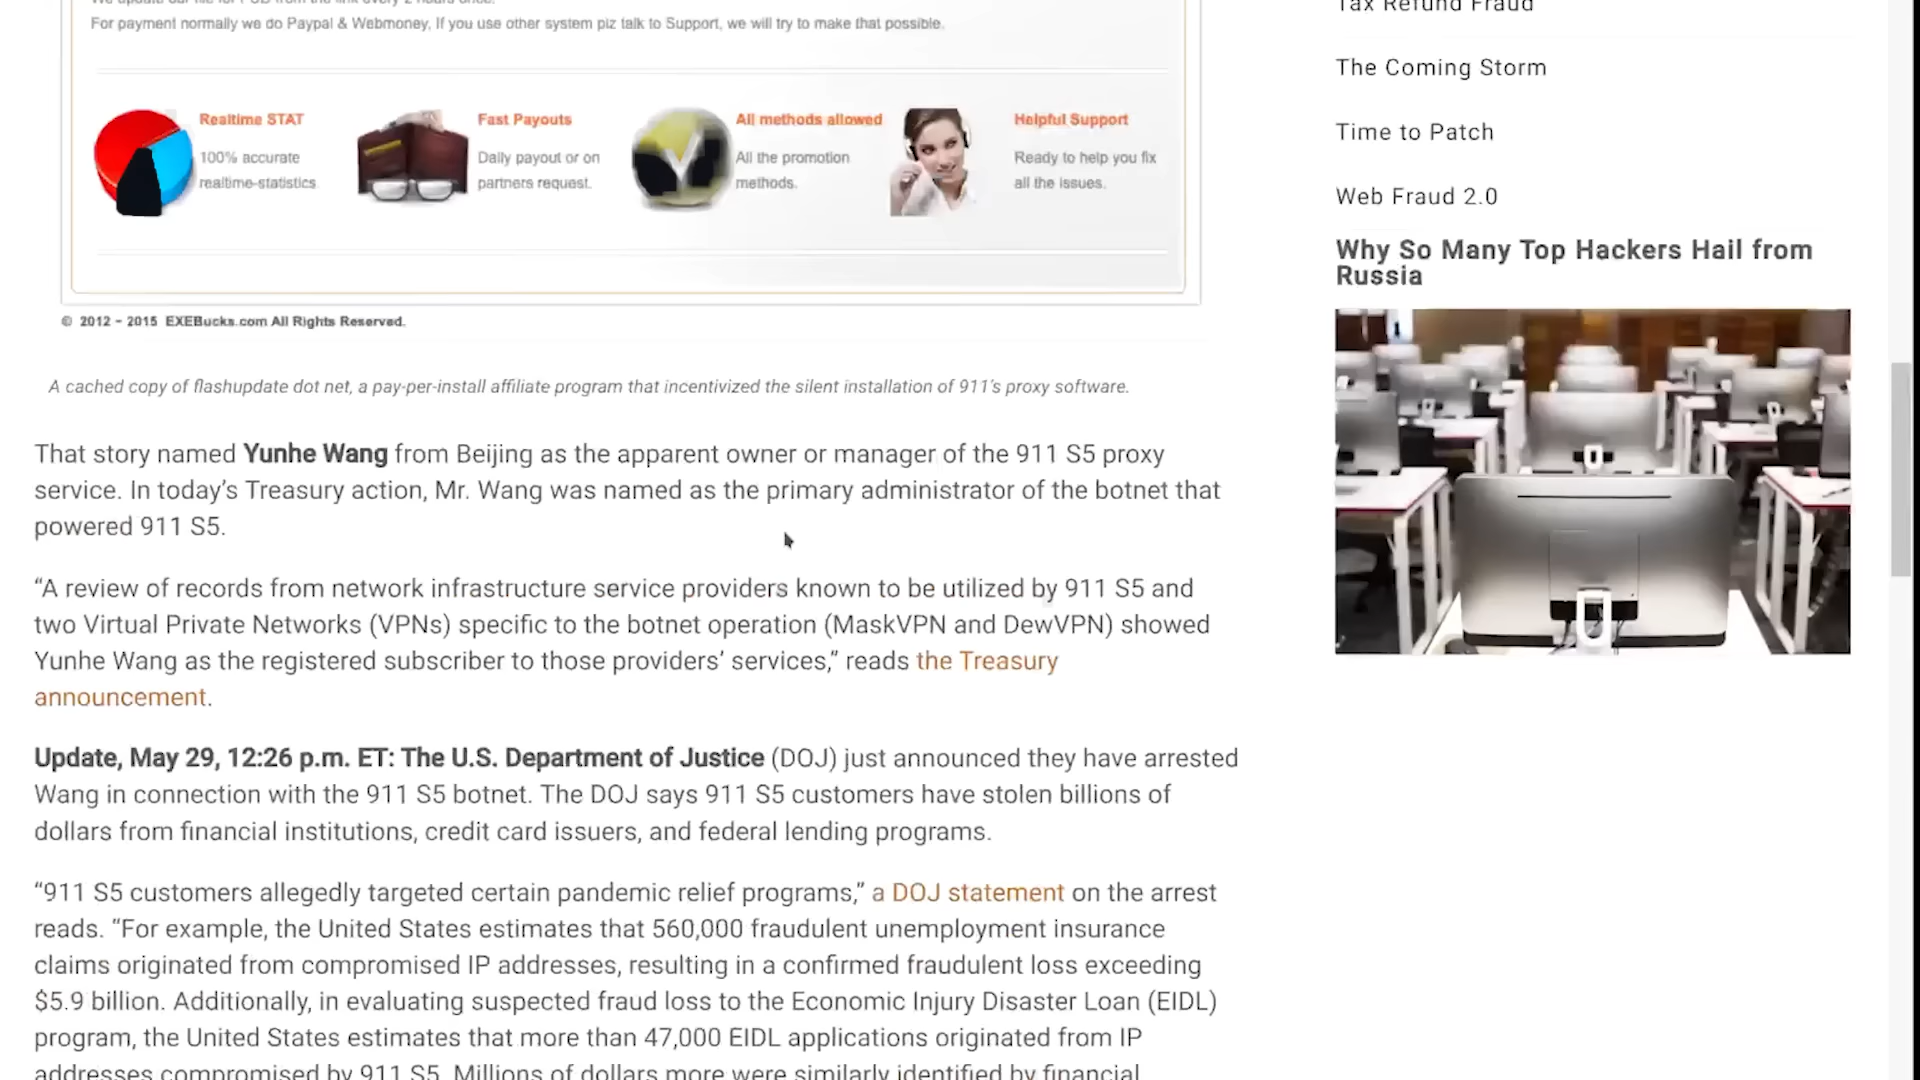 For payment normally we do Paypal & Webmoney, If you use other system plz talk to Support, we will try to make that possible.
Realtime STAT
100% accurate
realtime-statistics.
Fast Payouts
Daily payout or on
partners request.
All methods allowed
All the promotion
methods.
Helpful Support
Ready to help you fix
all the issues.
© 2012 - 2015 EXEBucks.com All Rights Reserved.
A cached copy of flashupdate dot net, a pay-per-install affiliate program that incentivized the silent installation of 911's proxy software.
That story named Yunhe Wang from Beijing as the apparent owner or manager of the 911 S5 proxy
service. In today's Treasury action, Mr. Wang was named as the primary administrator of the botnet that
powered 911 S5.
“A review of records from network infrastructure service providers known to be utilized by 911 S5 and
two Virtual Private Networks (VPNs) specific to the botnet operation (MaskVPN and DewVPN) showed
Yunhe Wang as the registered subscriber to those providers' services,” reads the Treasury
announcement.
Update, May 29, 12:26 p.m. ET: The U.S. Department of Justice (DOJ) just announced they have arrested
Wang in connection with the 911 S5 botnet. The DOJ says 911 S5 customers have stolen billions of
dollars from financial institutions, credit card issuers, and federal lending programs.
“911 S5 customers allegedly targeted certain pandemic relief programs,” a DOJ statement on the arrest
reads. “For example, the United States estimates that 560,000 fraudulent unemployment insurance
claims originated from compromised IP addresses, resulting in a confirmed fraudulent loss exceeding
$5.9 billion. Additionally, in evaluating suspected fraud loss to the Economic Injury Disaster Loan (EIDL)
program, the United States estimates that more than 47,000 EIDL applications originated from IP
addresses compromised by 911 S5. Millions of dollars more were similarly identified by financial
Tax Refund Fraud
The Coming Storm
Time to Patch
Web Fraud 2.0
Why So Many Top Hackers Hail from
Russia